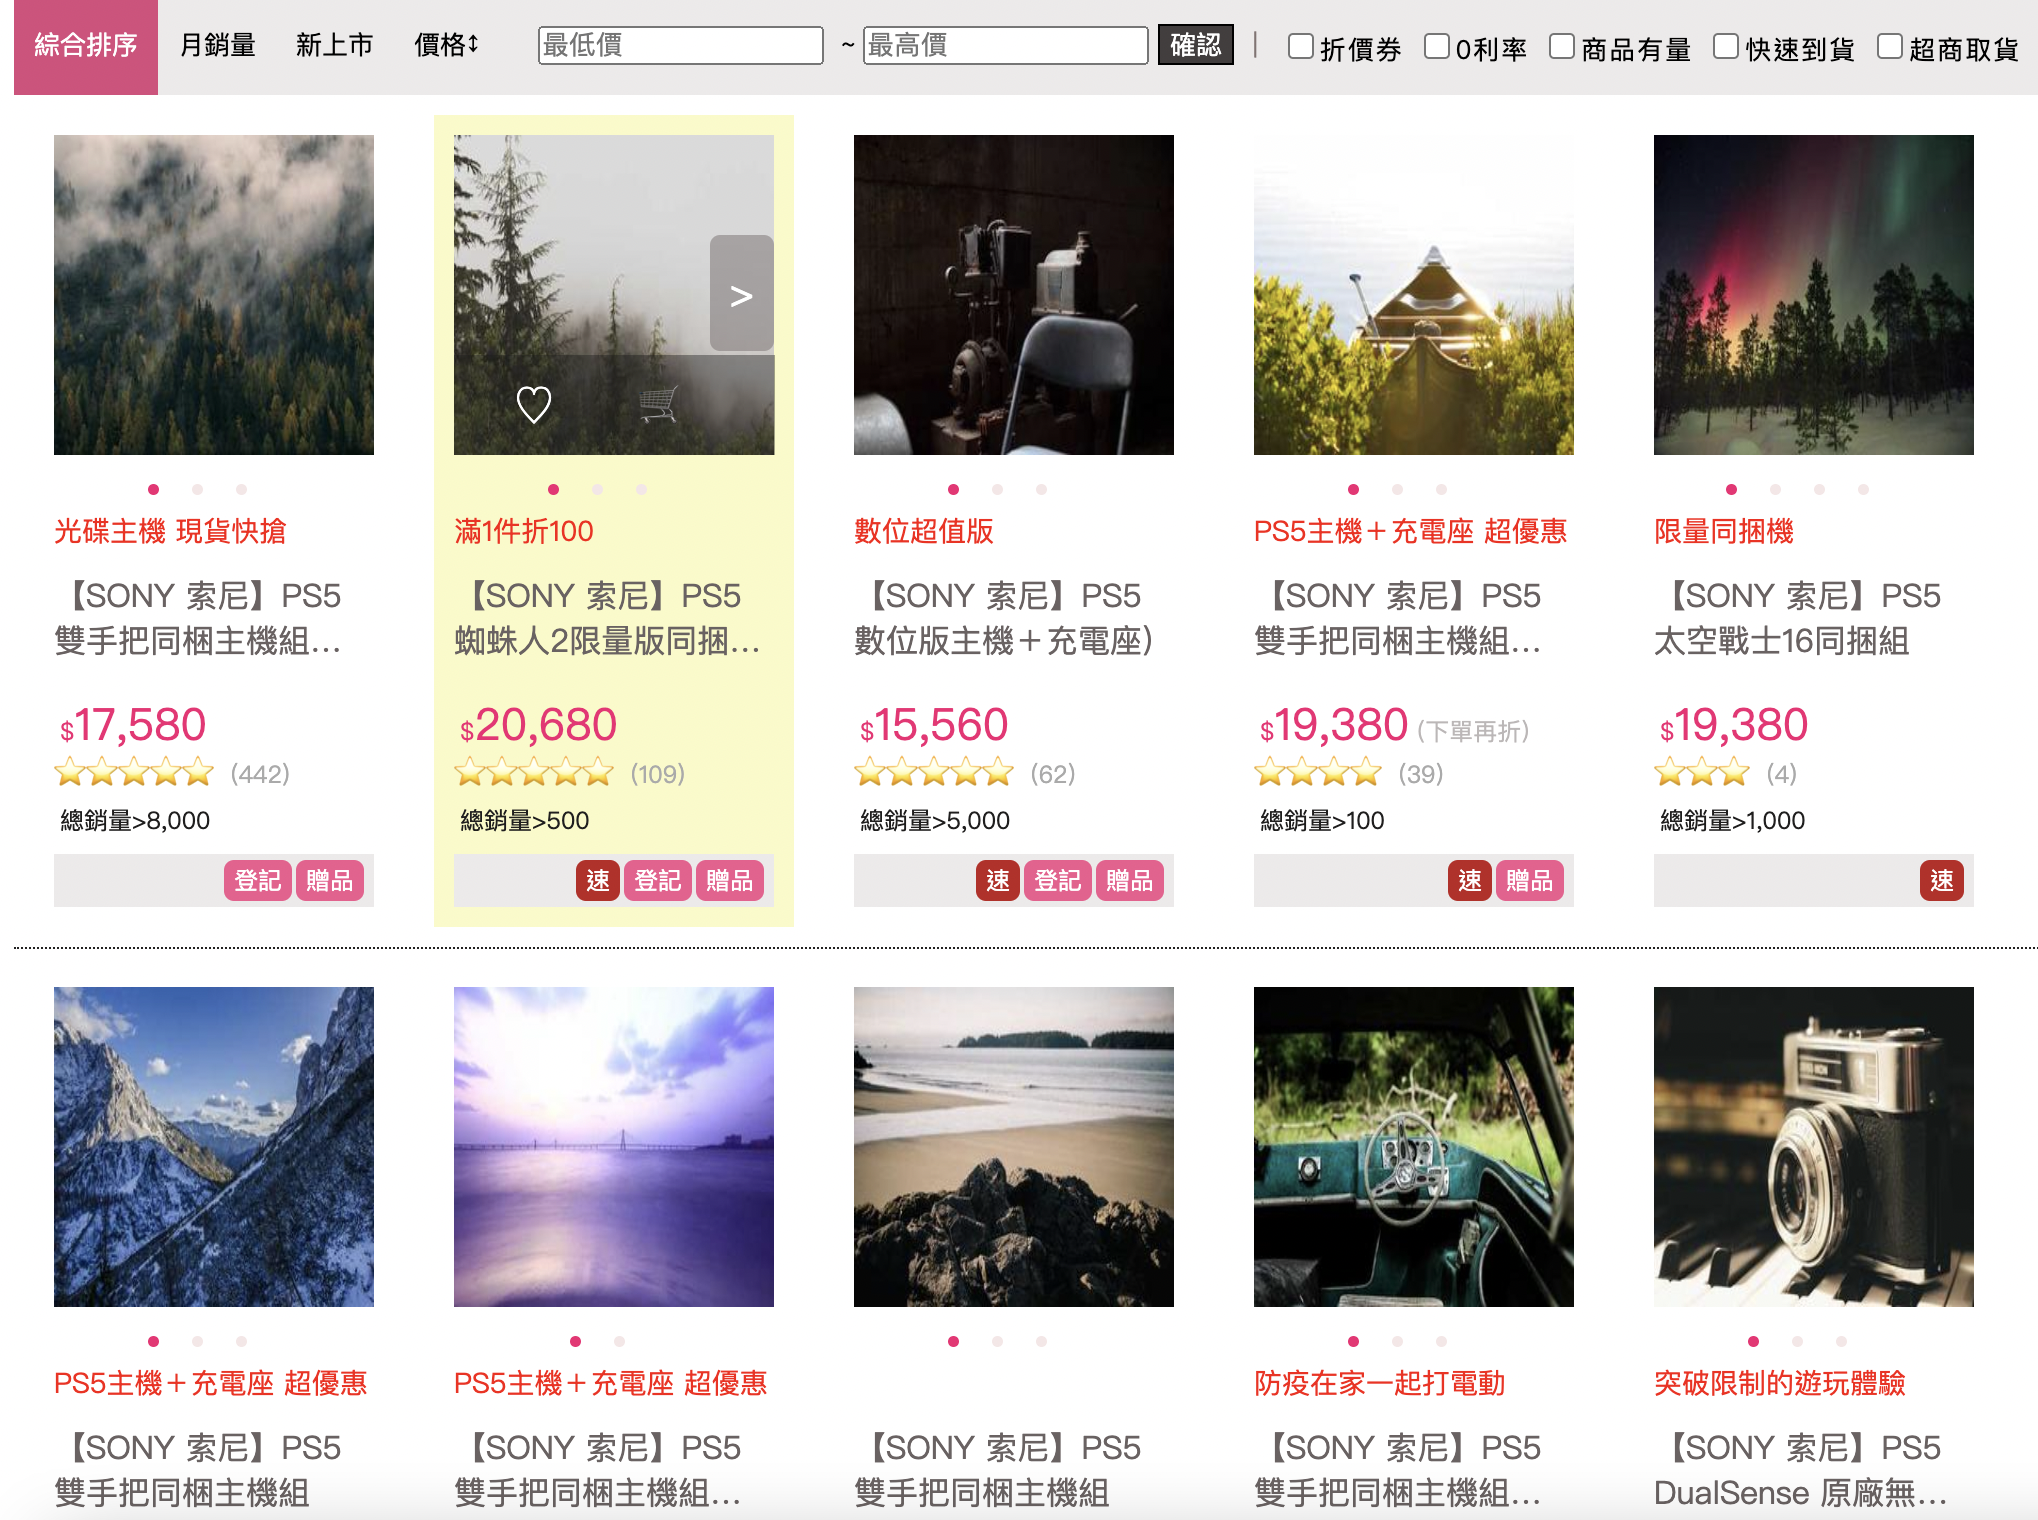 綜合排序 月銷量 新上市 價格↕ 最低價 ~ 最高價 確認 | 折價券 0利率 商品有量 快速到貨 超商取貨
>
光碟主機 現貨快搶
【SONY 索尼】PS5
雙手把同梱主機組...
$17,580
(442)
總銷量>8,000
登記 贈品
滿1件折100
【SONY 索尼】PS5
蜘蛛人2限量版同捆...
$20,680
(109)
總銷量>500
速 登記 贈品
數位超值版
【SONY 索尼】PS5
數位版主機＋充電座)
$15,560
(62)
總銷量>5,000
速 登記 贈品
PS5主機＋充電座 超優惠
【SONY 索尼】PS5
雙手把同梱主機組...
$19,380 (下單再折)
(39)
總銷量>100
速 贈品
限量同捆機
【SONY 索尼】PS5
太空戰士16同捆組
$19,380
(4)
總銷量>1,000
速
PS5主機＋充電座 超優惠
【SONY 索尼】PS5
雙手把同梱主機組
PS5主機＋充電座 超優惠
【SONY 索尼】PS5
雙手把同梱主機組...
【SONY 索尼】PS5
雙手把同梱主機組
防疫在家一起打電動
【SONY 索尼】PS5
雙手把同梱主機組...
突破限制的遊玩體驗
【SONY 索尼】PS5
DualSense 原廠無...